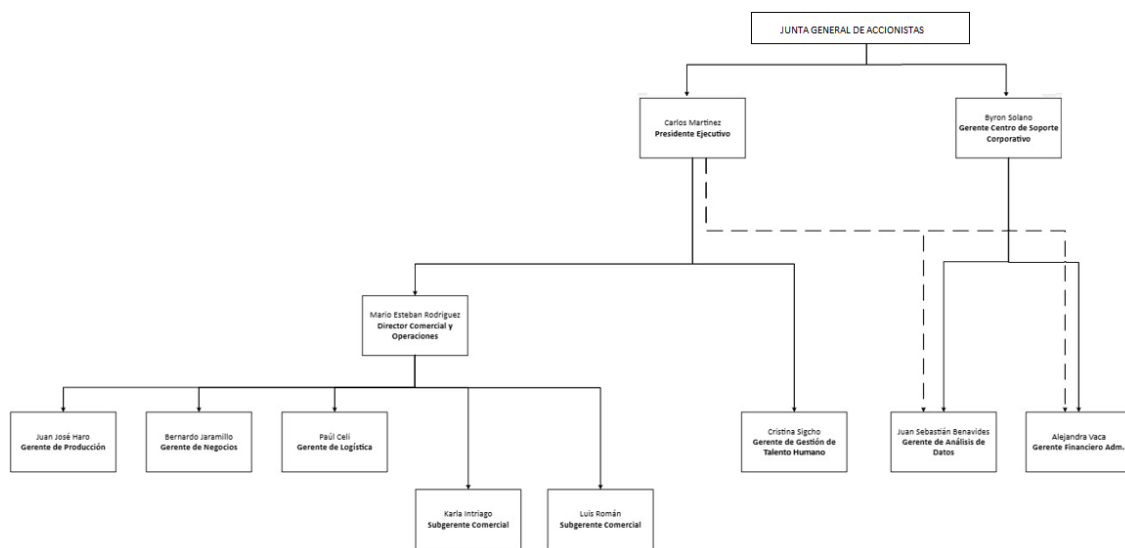 JUNTA GENERAL DE ACCIONISTAS
Carlos Martínez
Presidente Ejecutivo
Byron Solano
Gerente Centro de Soporte
Corporativo
Mario Esteban Rodríguez
Director Comercial y
Operaciones
Juan José Haro
Gerente de Producción
Bernardo Jaramillo
Gerente de Negocios
Paúl Celi
Gerente de Logística
Cristina Sigcho
Gerente de Gestión de
Talento Humano
Juan Sebastián Benavides
Gerente de Análisis de
Datos
Alejandra Vaca
Gerente Financiero Adm.
Karla Intriago
Subgerente Comercial
Luis Román
Subgerente Comercial